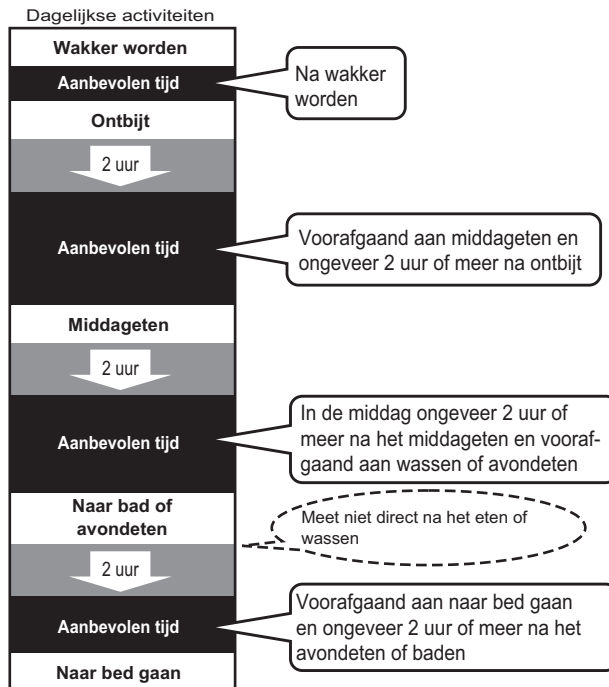 Dagelijkse activiteiten
Wakker worden
Aanbevolen tijd
Na wakker
worden
Ontbijt
2 uur
Aanbevolen tijd
Voorafgaand aan middageten en
ongeveer 2 uur of meer na ontbijt
Middageten
2 uur
Aanbevolen tijd
In de middag ongeveer 2 uur of
meer na het middageten en vooraf-
gaand aan wassen of avondeten
Naar bad of
avondeten
Meet niet direct na het eten of
wassen
2 uur
Aanbevolen tijd
Voorafgaand aan naar bed gaan
en ongeveer 2 uur of meer na het
avondeten of baden
Naar bed gaan